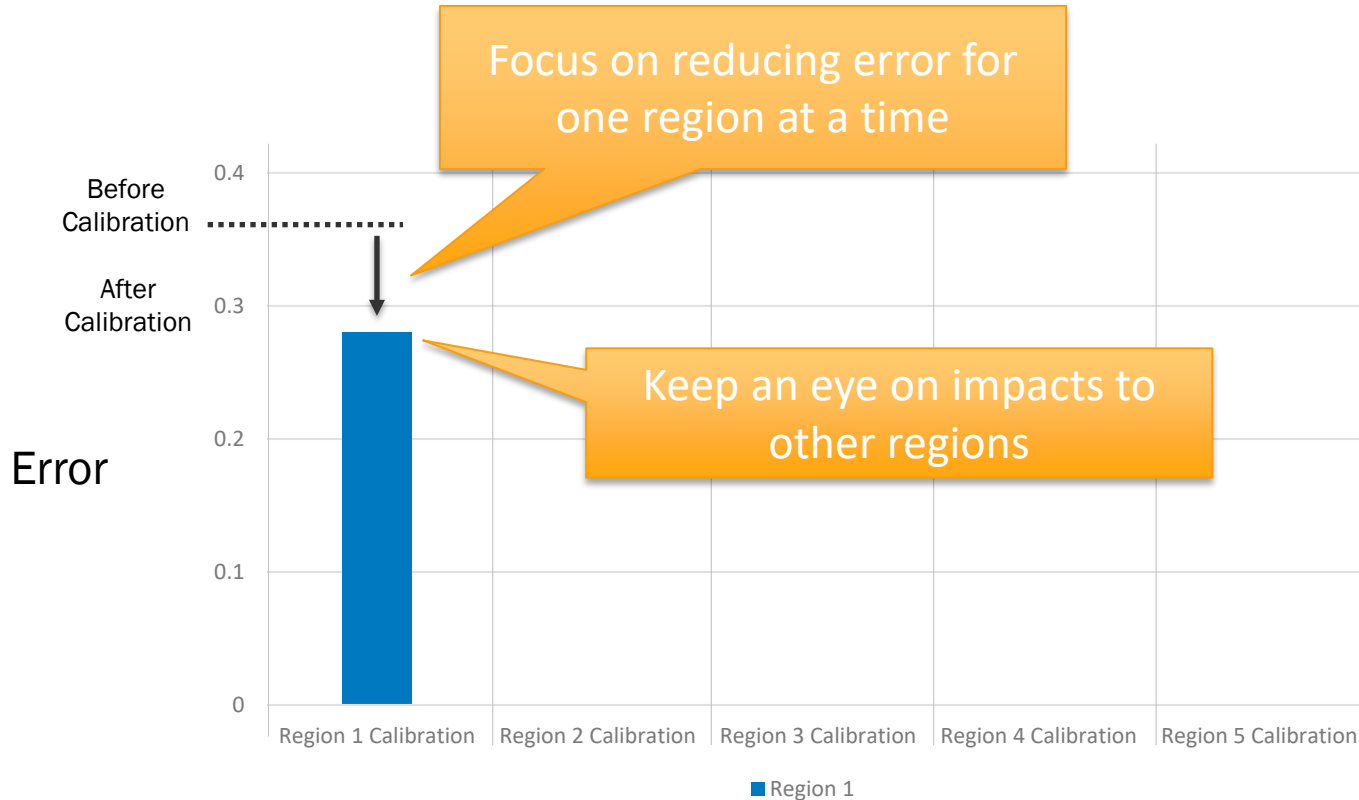 Focus on reducing error for
one region at a time
0.4
Before
Calibration
After
Calibration
0.3
Keep an eye on impacts to
other regions
0.2
Error
0.1
0
Region 1 Calibration
Region 2 Calibration
Region 3 Calibration
Region 4 Calibration
Region 5 Calibration
Region 1